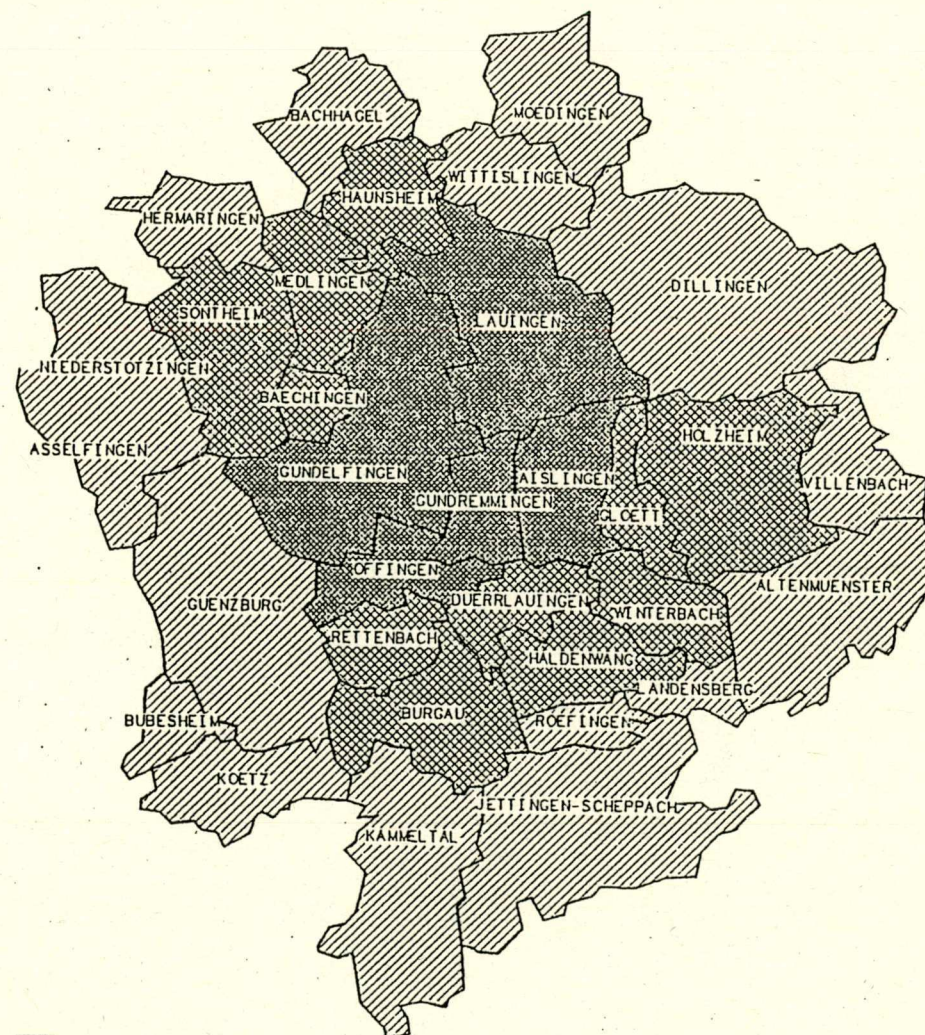 MOEDINGEN
BACHHAGEL
WITTISLINGEN
HAUNSHEIM
HERMARINGEN
MEDLINGEN
DILLINGEN
SONTHEIM
LAUINGEN
NIEDERSTOTZINGEN
BAECHINGEN
HOLZHEIM
ASSELFINGEN
GUNDELFINGEN
AISLINGEN
VILLENBACH
GUNDREMMINGEN
GLOETT
OFFINGEN
ALTENMUENSTER
GUENZBURG
DUERRLAUINGEN
WINTERBACH
RETTENBACH
HALDENWANG
LANDENSBERG
BURGAU
BUBESHEIM
ROEFINGEN
KOETZ
JETTINGEN-SCHEPPACH
KAMMELTAL